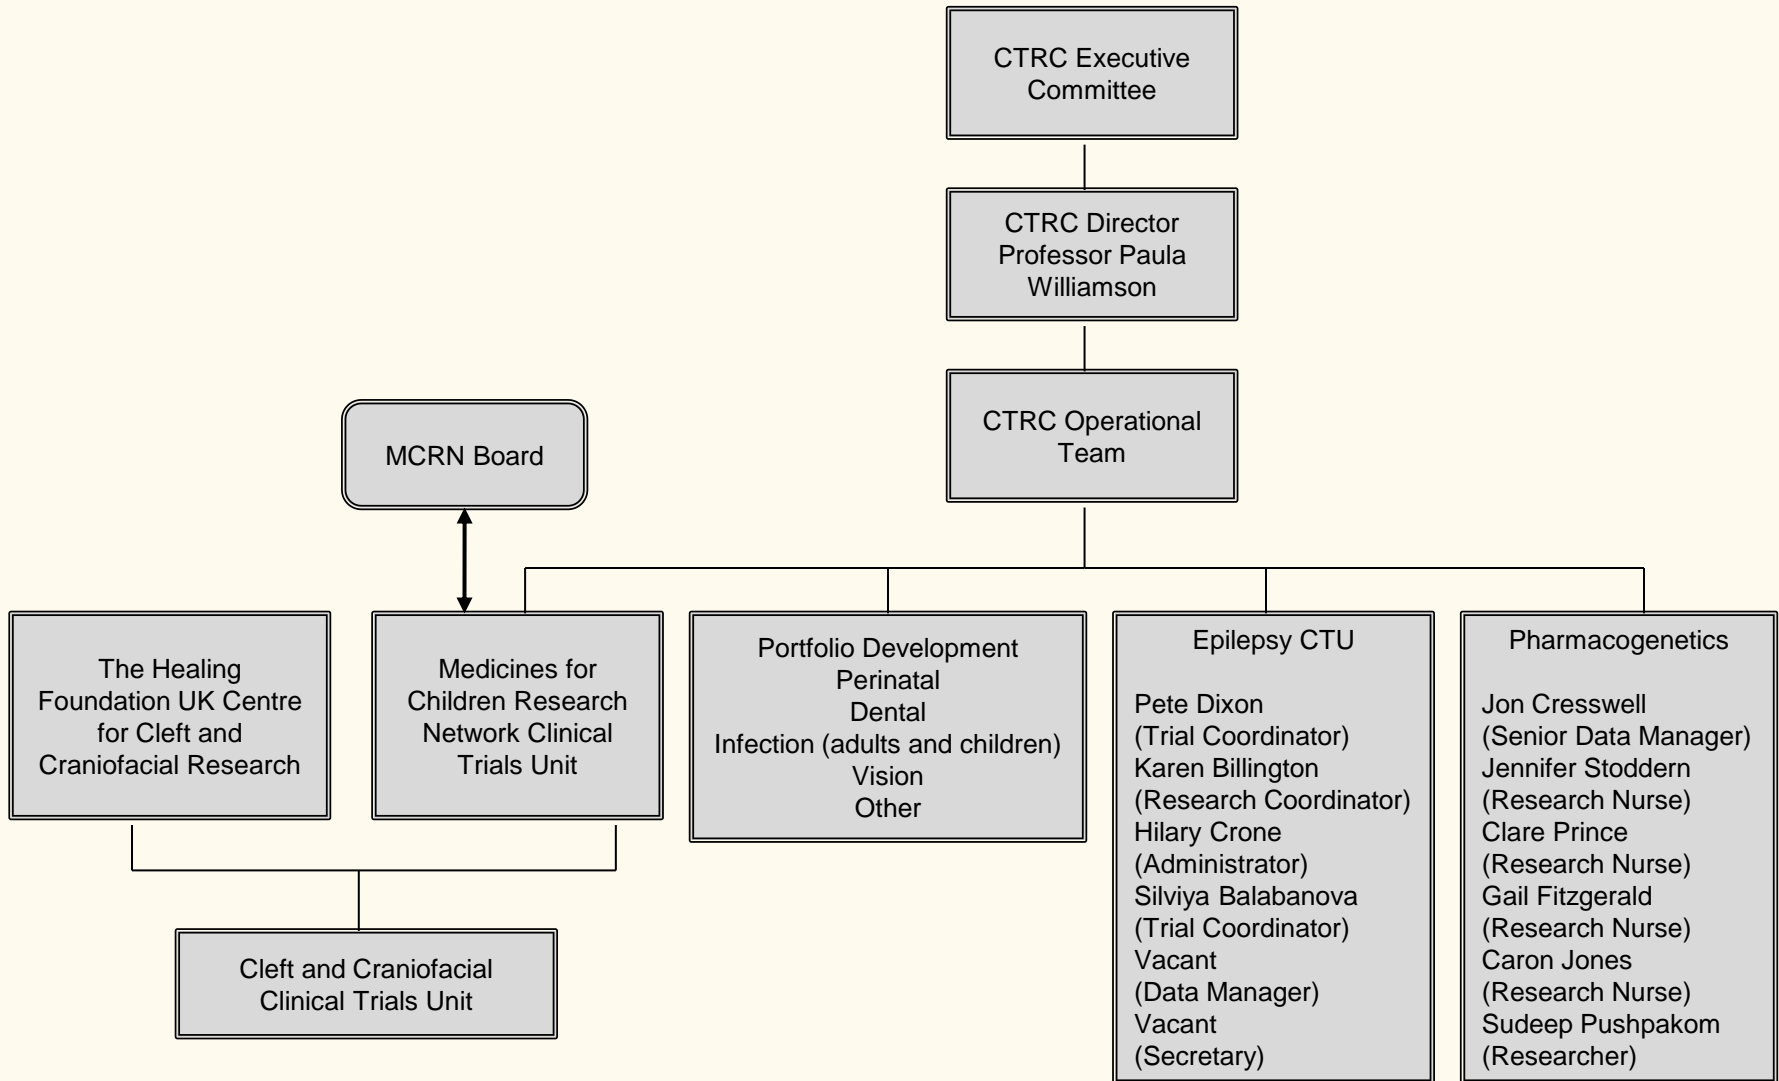 CTRC Executive
Committee
CTRC Director
Professor Paula
Williamson
CTRC Operational
Team
MCRN Board
The Healing
Foundation UK Centre
for Cleft and
Craniofacial Research
Medicines for
Children Research
Network Clinical
Trials Unit
Portfolio Development
Perinatal
Dental
Infection (adults and children)
Vision
Other
Epilepsy CTU
Pete Dixon
(Trial Coordinator)
Karen Billington
(Research Coordinator)
Hilary Crone
(Administrator)
Silviya Balabanova
(Trial Coordinator)
Vacant
(Data Manager)
Vacant
(Secretary)
Pharmacogenetics
Jon Cresswell
(Senior Data Manager)
Jennifer Stoddern
(Research Nurse)
Clare Prince
(Research Nurse)
Gail Fitzgerald
(Research Nurse)
Caron Jones
(Research Nurse)
Sudeep Pushpakom
(Researcher)
Cleft and Craniofacial
Clinical Trials Unit